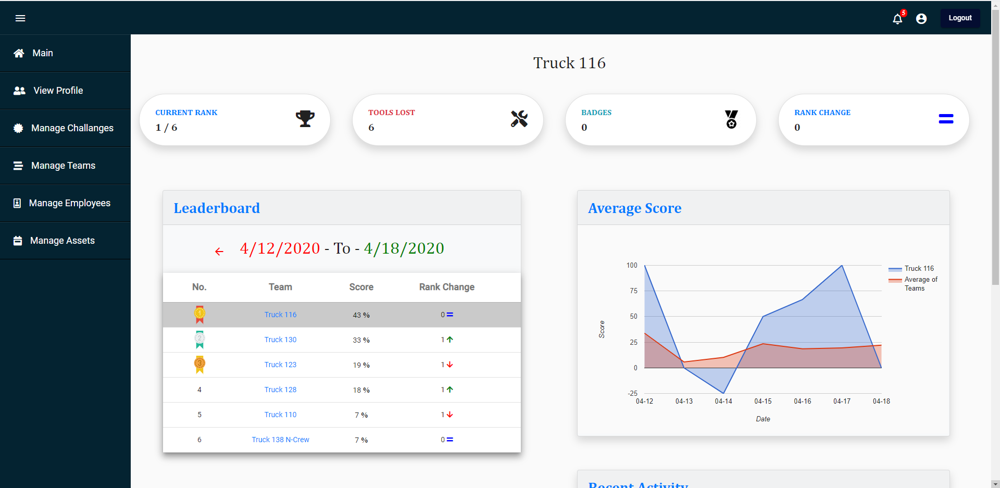 5
Logout
Main
View Profile
Manage Challanges
Manage Teams
Manage Employees
Manage Assets
Truck 116
CURRENT RANK
1 / 6
TOOLS LOST
6
BADGES
0
RANK CHANGE
0
Leaderboard
4/12/2020 - To - 4/18/2020
No. Team Score Rank Change
1 Truck 116 43 % 0
2 Truck 130 33 % 1
3 Truck 123 19 % 1
4 Truck 128 18 % 1
5 Truck 110 7 % 1
6 Truck 138 N-Crew 7 % 0
Average Score
100
75
50
25
0
-25
Score
04-12 04-13 04-14 04-15 04-16 04-17 04-18
Date
Truck 116
Average of
Teams
Recent Activity